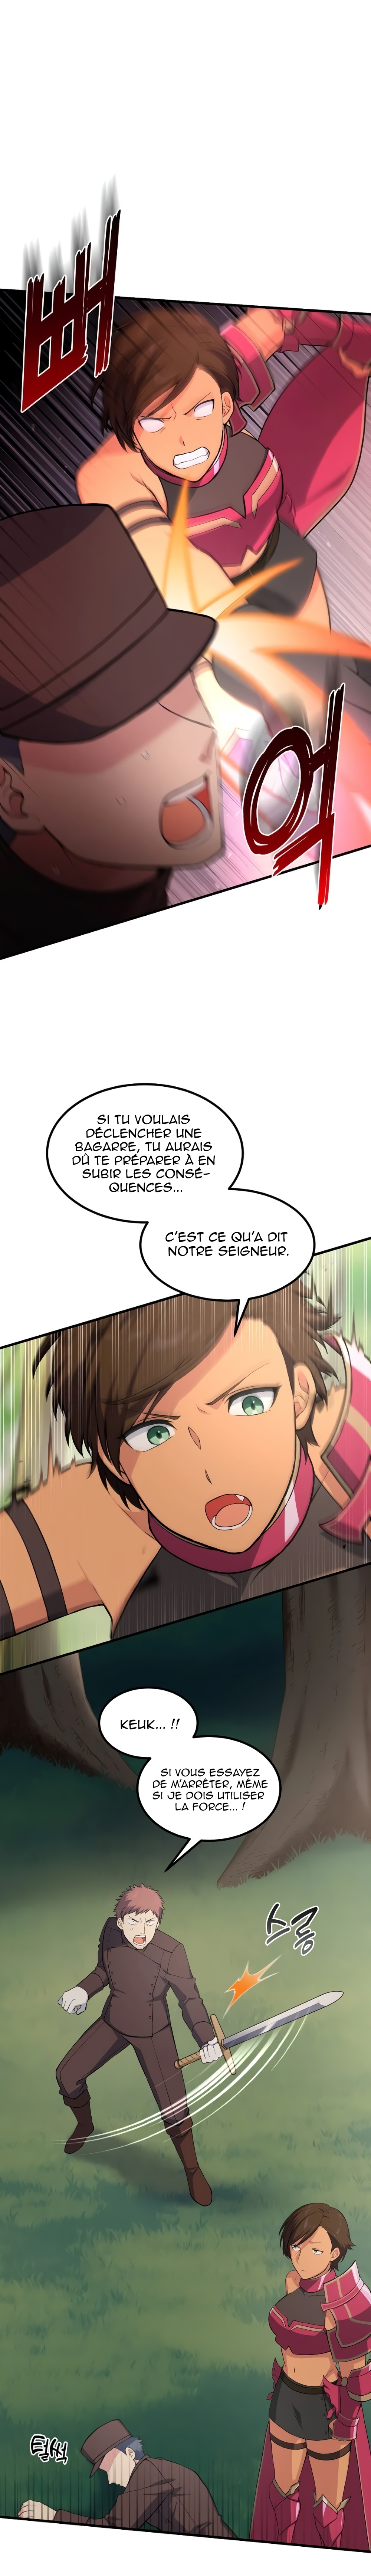 빠
억
SI TU VOULAIS
DÉCLENCHER UNE
BAGARRE, TU AURAIS
DÛ TE PRÉPARER À EN
SUBIR LES CONSÉ-
QUENCES...
C'EST CE QU'A DIT
NOTRE SEIGNEUR.
KEUK... !!
SI VOUS ESSAYEZ
DE M'ARRÊTER, MÊME
SI JE DOIS UTILISER
LA FORCE... !
스릉
털썩